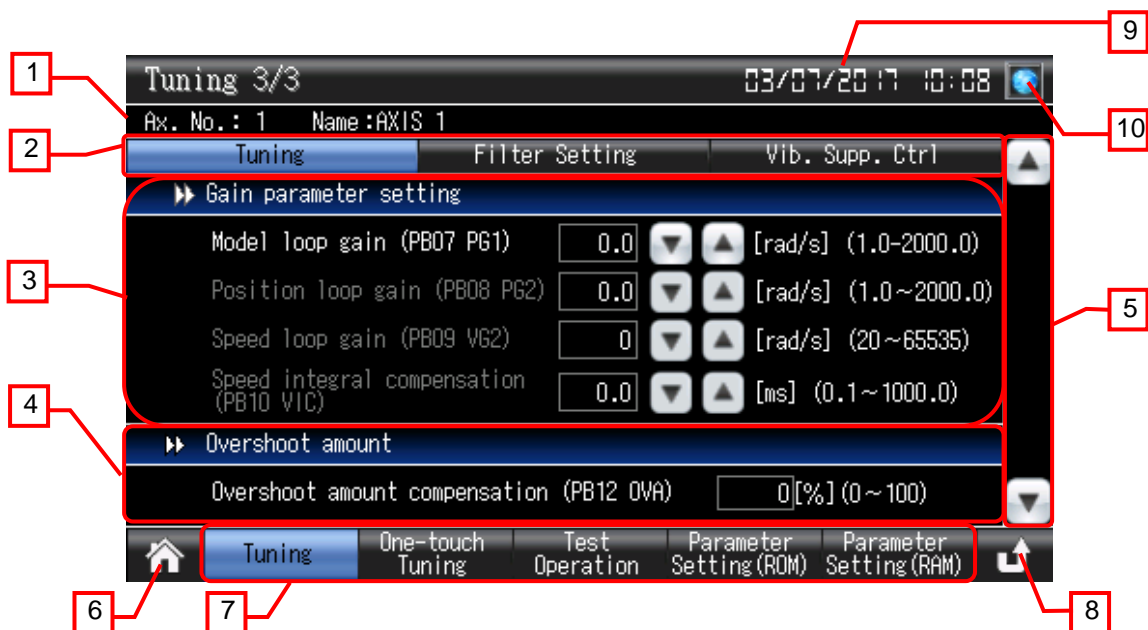 9
1
Tuning 3/3 03/07/2017 10:08
10
Ax. No.: 1 Name:AXIS 1
2
Tuning Filter Setting Vib. Supp. Ctrl
Gain parameter setting
Model loop gain (PB07 PG1) 0.0 [rad/s] (1.0-2000.0)
3
Position loop gain (PB08 PG2) 0.0 [rad/s] (1.0~2000.0)
5
Speed loop gain (PB09 VG2) 0 [rad/s] (20~65535)
Speed integral compensation
(PB10 VIC) 0.0 [ms] (0.1~1000.0)
4
Overshoot amount
Overshoot amount compensation (PB12 OVA) 0[%](0~100)
Tuning
One-touch
Tuning
Test
Operation
Parameter
Setting(ROM)
Parameter
Setting(RAM)
6
7
8